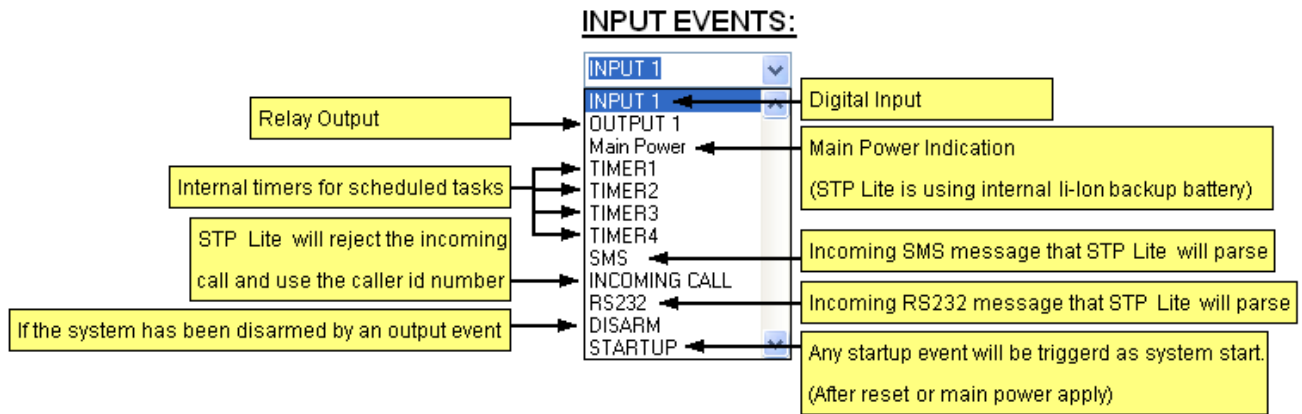 INPUT EVENTS:
INPUT 1
INPUT 1
OUTPUT 1
Main Power
TIMER1
TIMER2
TIMER3
TIMER4
SMS
INCOMING CALL
RS232
DISARM
STARTUP
Relay Output
Internal timers for scheduled tasks
STP Lite will reject the incoming
call and use the caller id number
If the system has been disarmed by an output event
Digital Input
Main Power Indication
(STP Lite is using internal li-Ion backup battery)
Incoming SMS message that STP Lite will parse
Incoming RS232 message that STP Lite will parse
Any startup event will be triggerd as system start.
(After reset or main power apply)